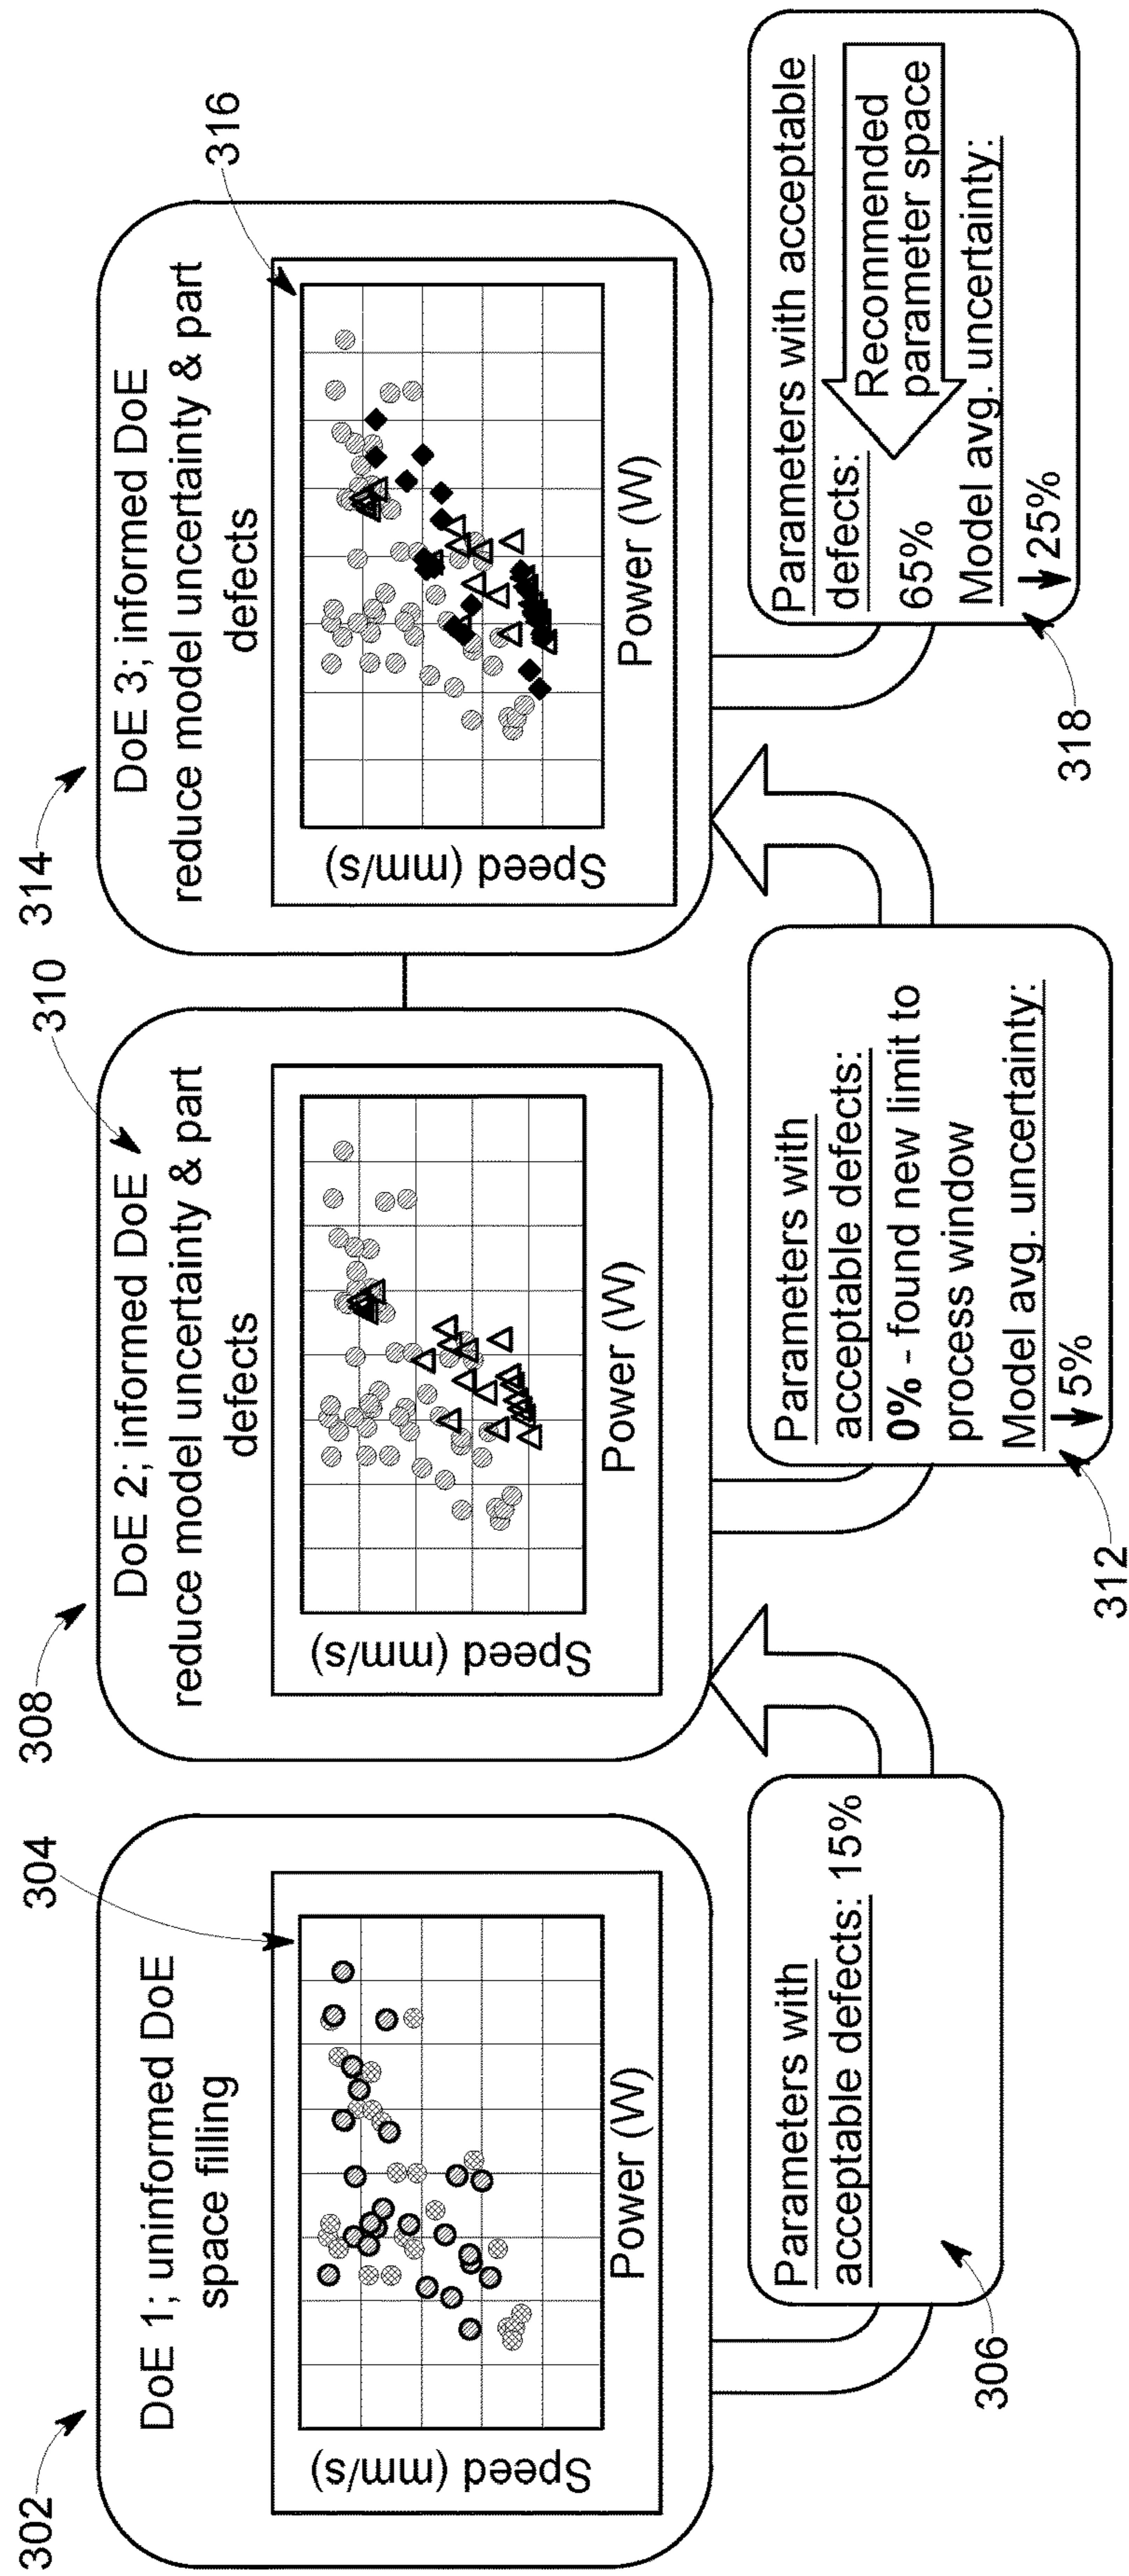 302
DoE 1; uninformed DoE
space filling
304
Speed (mm/s)
Power (W)
Parameters with
acceptable defects: 15%
306
308
DoE 2; informed DoE
reduce model uncertainty & part
defects
310
Speed (mm/s)
Power (W)
Parameters with
acceptable defects:
0% - found new limit to
process window
Model avg. uncertainty:
5%
312
314
DoE 3; informed DoE
reduce model uncertainty & part
defects
316
Speed (mm/s)
Power (W)
Parameters with acceptable
defects:
Recommended
parameter space
65%
Model avg. uncertainty:
25%
318